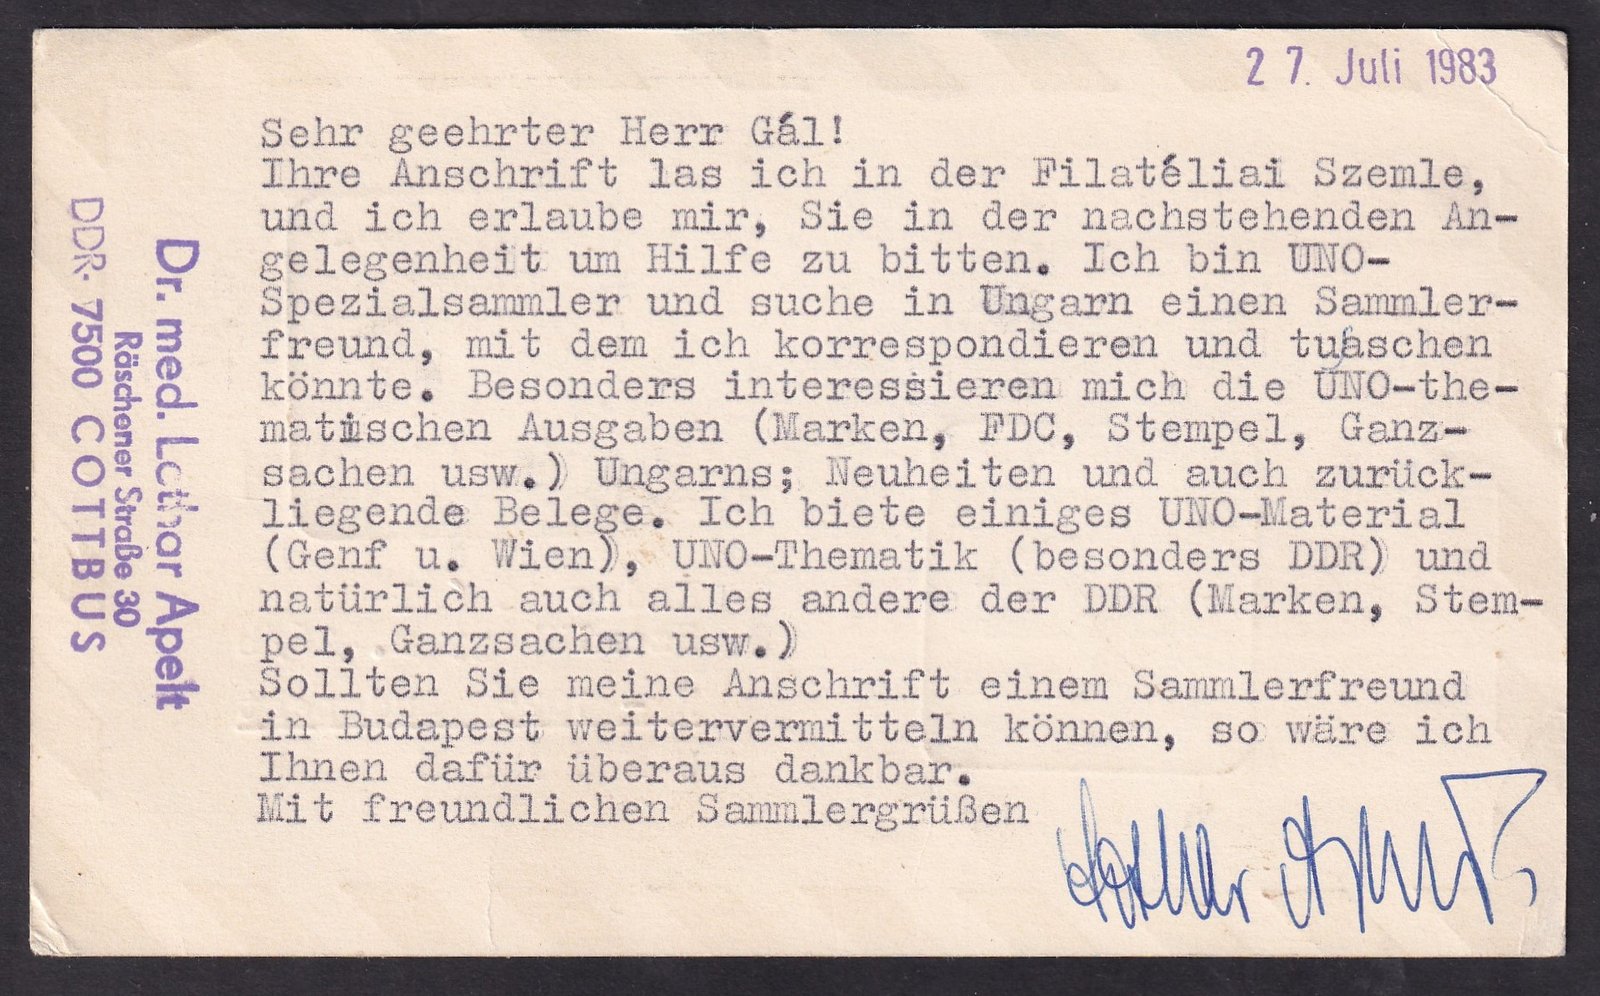 27. Juli 1983
Sehr geehrter Herr Gál!
Ihre Anschrift las ich in der Filatéliai Szemle,
und ich erlaube mir, Sie in der nachstehenden An-
gelegenheit um Hilfe zu bitten. Ich bin UNO-
Spezialsammler und suche in Ungarn einen Sammler-
freund, mit dem ich korrespondieren und tuaschen
könnte. Besonders interessieren mich die UNO-the-
matischen Ausgaben (Marken, FDC, Stempel, Ganz-
sachen usw.) Ungarns; Neuheiten und auch zurück-
liegende Belege. Ich biete einiges UNO-Material
(Genf u. Wien), UNO-Thematik (besonders DDR) und
natürlich auch alles andere der DDR (Marken, Stem-
pel, Ganzsachen usw.)
Sollten Sie meine Anschrift einem Sammlerfreund
in Budapest weitervermitteln können, so wäre ich
Ihnen dafür überaus dankbar.
Mit freundlichen Sammlergrüßen
Lothar Apelt
Dr. med. Lothar Apelt
Räschener Straße 30
DDR- 7500 COTTBUS